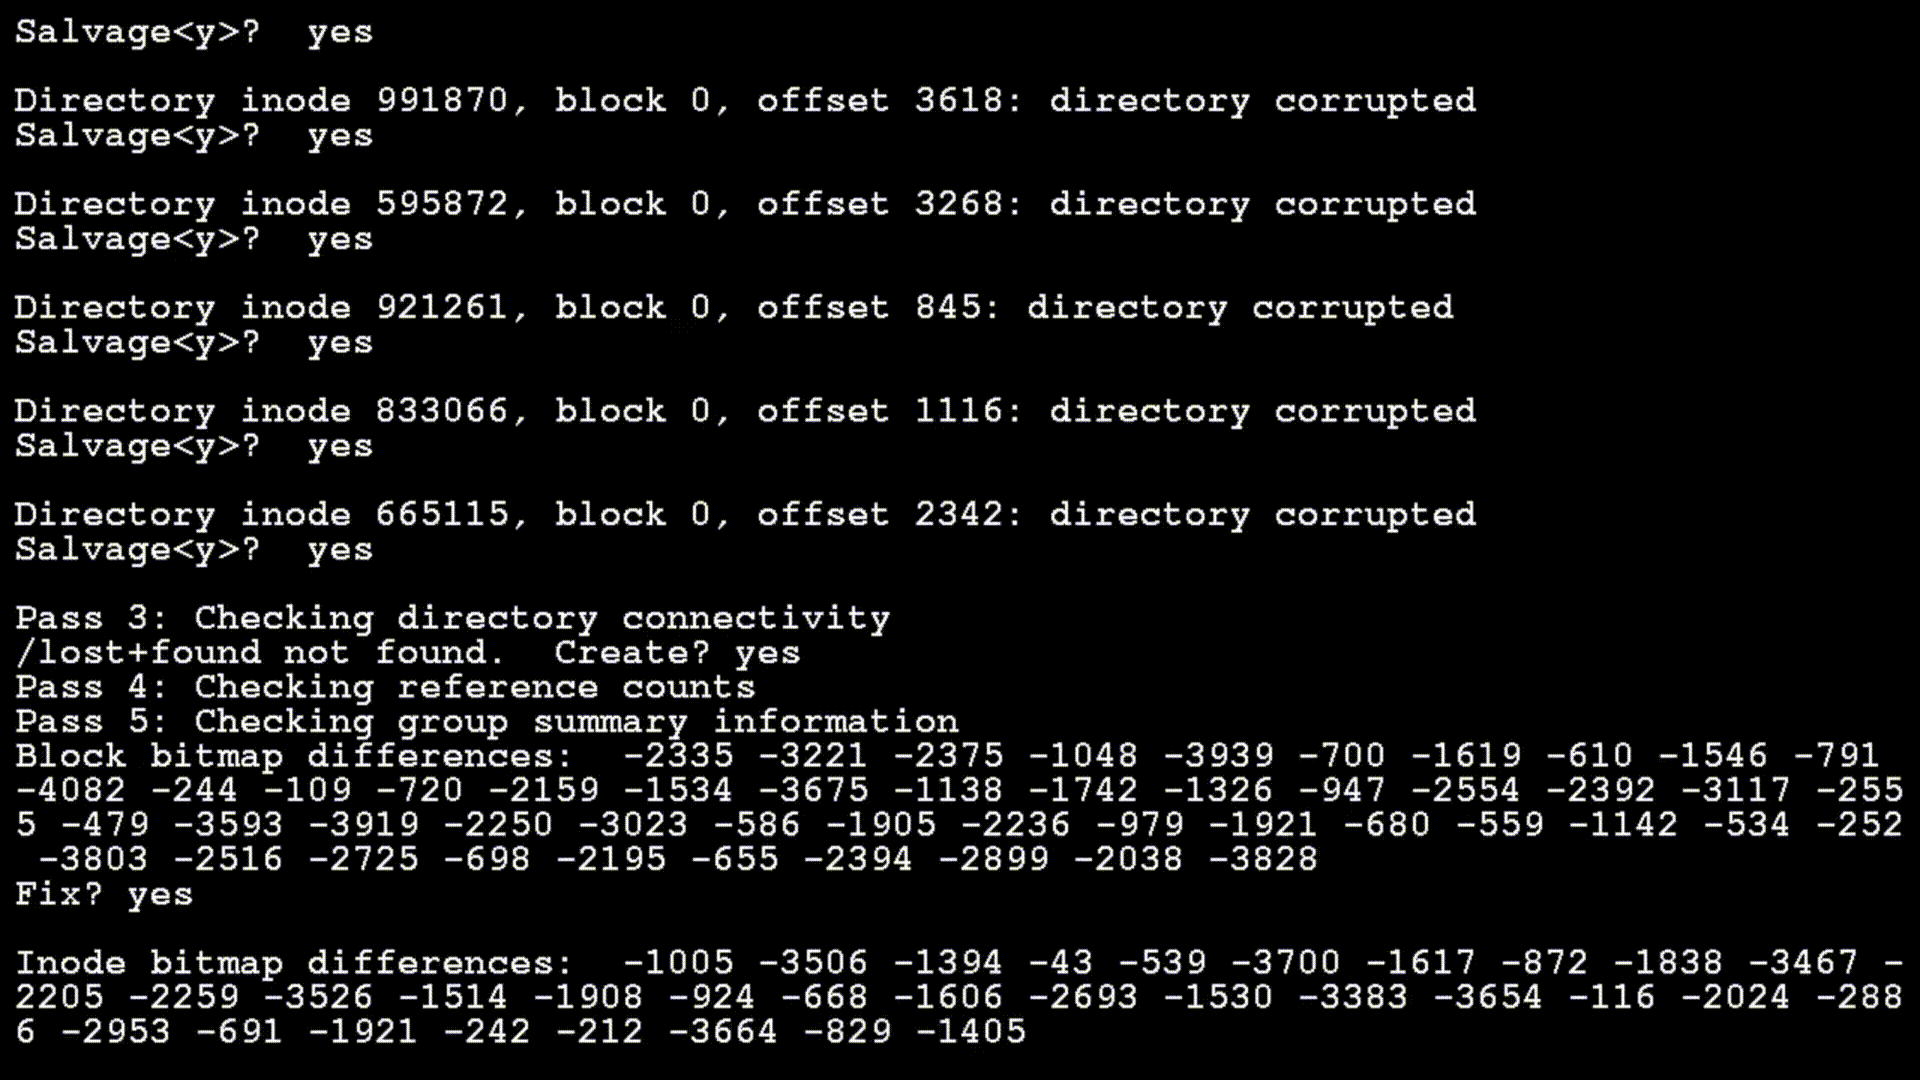 Salvage<y>?  yes
Directory inode 991870, block 0, offset 3618: directory corrupted
Salvage<y>?  yes
Directory inode 595872, block 0, offset 3268: directory corrupted
Salvage<y>?  yes
Directory inode 921261, block 0, offset 845: directory corrupted
Salvage<y>?  yes
Directory inode 833066, block 0, offset 1116: directory corrupted
Salvage<y>?  yes
Directory inode 665115, block 0, offset 2342: directory corrupted
Salvage<y>?  yes
Pass 3: Checking directory connectivity
/lost+found not found.  Create? yes
Pass 4: Checking reference counts
Pass 5: Checking group summary information
Block bitmap differences:  -2335 -3221 -2375 -1048 -3939 -700 -1619 -610 -1546 -791
-4082 -244 -109 -720 -2159 -1534 -3675 -1138 -1742 -1326 -947 -2554 -2392 -3117 -255
5 -479 -3593 -3919 -2250 -3023 -586 -1905 -2236 -979 -1921 -680 -559 -1142 -534 -252
-3803 -2516 -2725 -698 -2195 -655 -2394 -2899 -2038 -3828
Fix? yes
Inode bitmap differences:  -1005 -3506 -1394 -43 -539 -3700 -1617 -872 -1838 -3467 -
2205 -2259 -3526 -1514 -1908 -924 -668 -1606 -2693 -1530 -3383 -3654 -116 -2024 -288
6 -2953 -691 -1921 -242 -212 -3664 -829 -1405